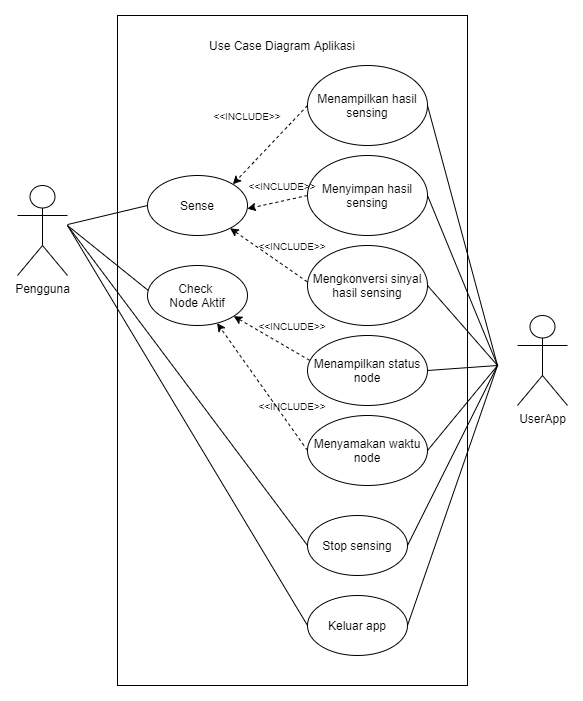 Use Case Diagram Aplikasi
Menampilkan hasil
sensing
<<INCLUDE>>
Menyimpan hasil
sensing
<<INCLUDE>>
Sense
Pengguna
<<INCLUDE>>
Mengkonversi sinyal
hasil sensing
Check
Node Aktif
<<INCLUDE>>
Menampilkan status
node
UserApp
<<INCLUDE>>
Menyamakan waktu
node
Stop sensing
Keluar app